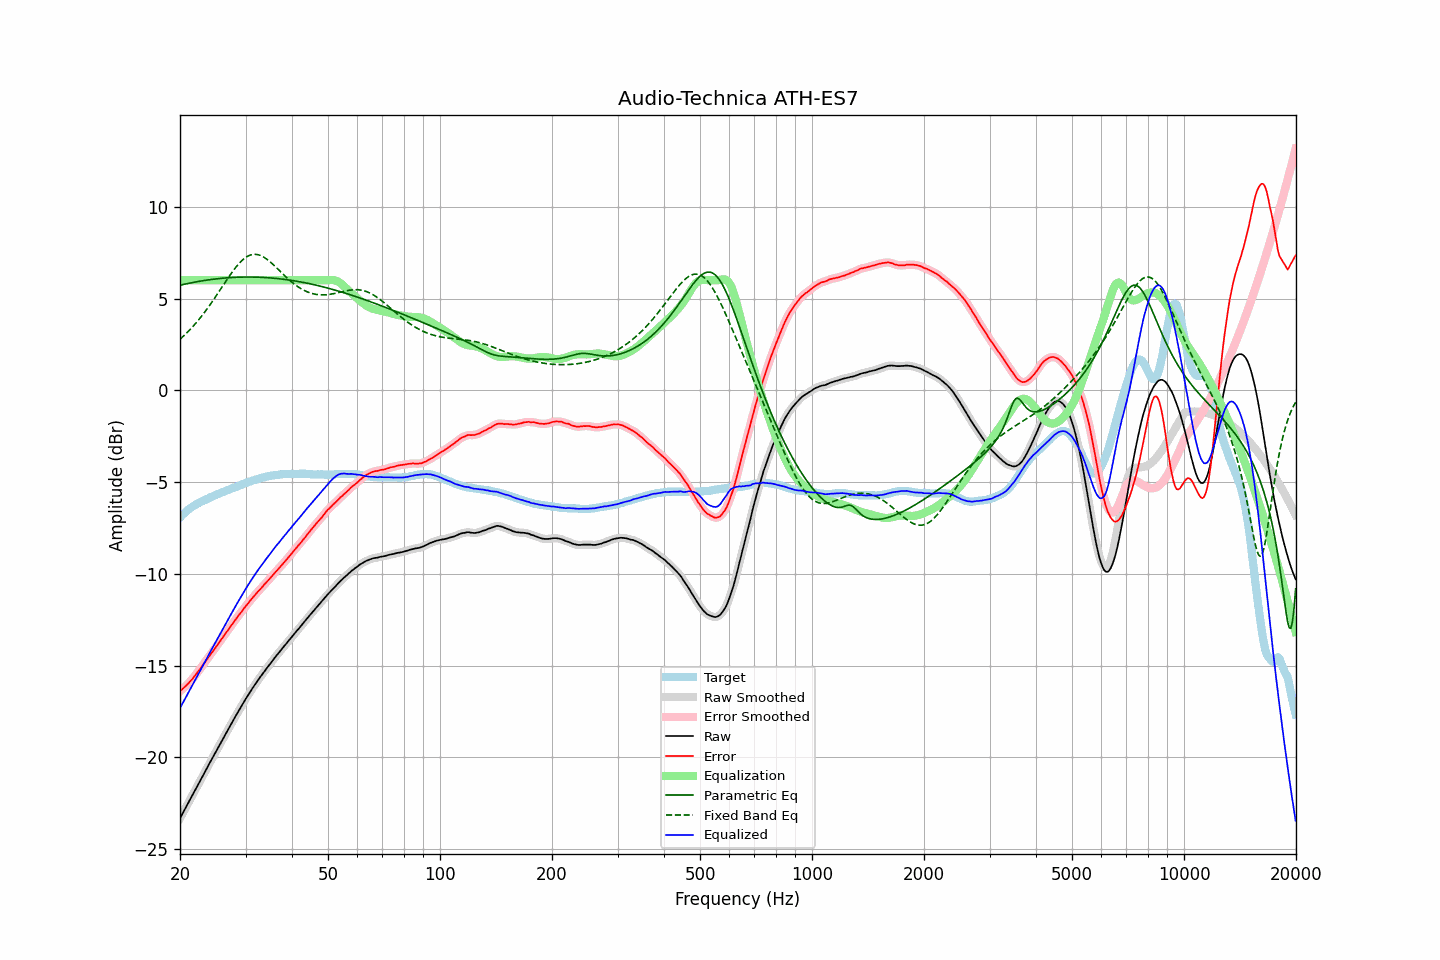 Audio-Technica ATH-ES7
Amplitude (dBr)
10
5
0
−5
−10
−15
−20
−25
Target
Raw Smoothed
Error Smoothed
Raw
Error
Equalization
Parametric Eq
Fixed Band Eq
Equalized
20 50 100 200 500 1000 2000 5000 10000 20000
Frequency (Hz)